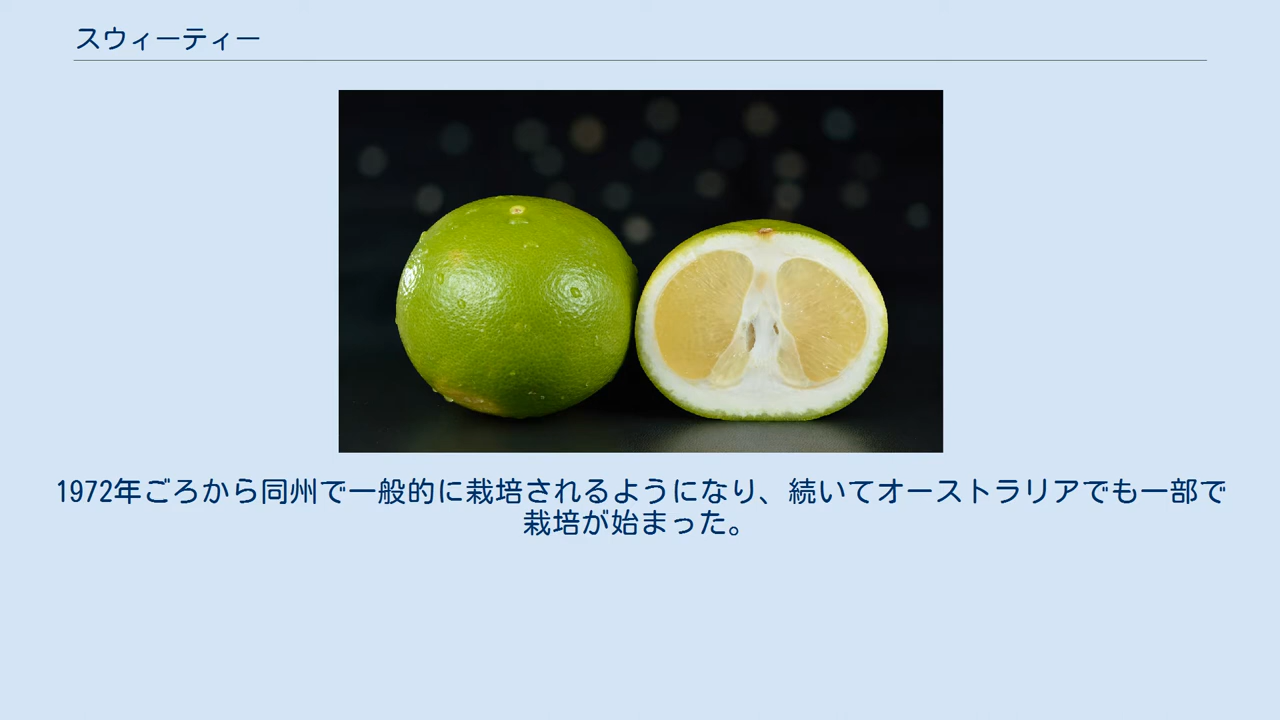 スウィーティー
1972年ごろから同州で一般的に栽培されるようになり、続いてオーストラリアでも一部で
栽培が始まった。